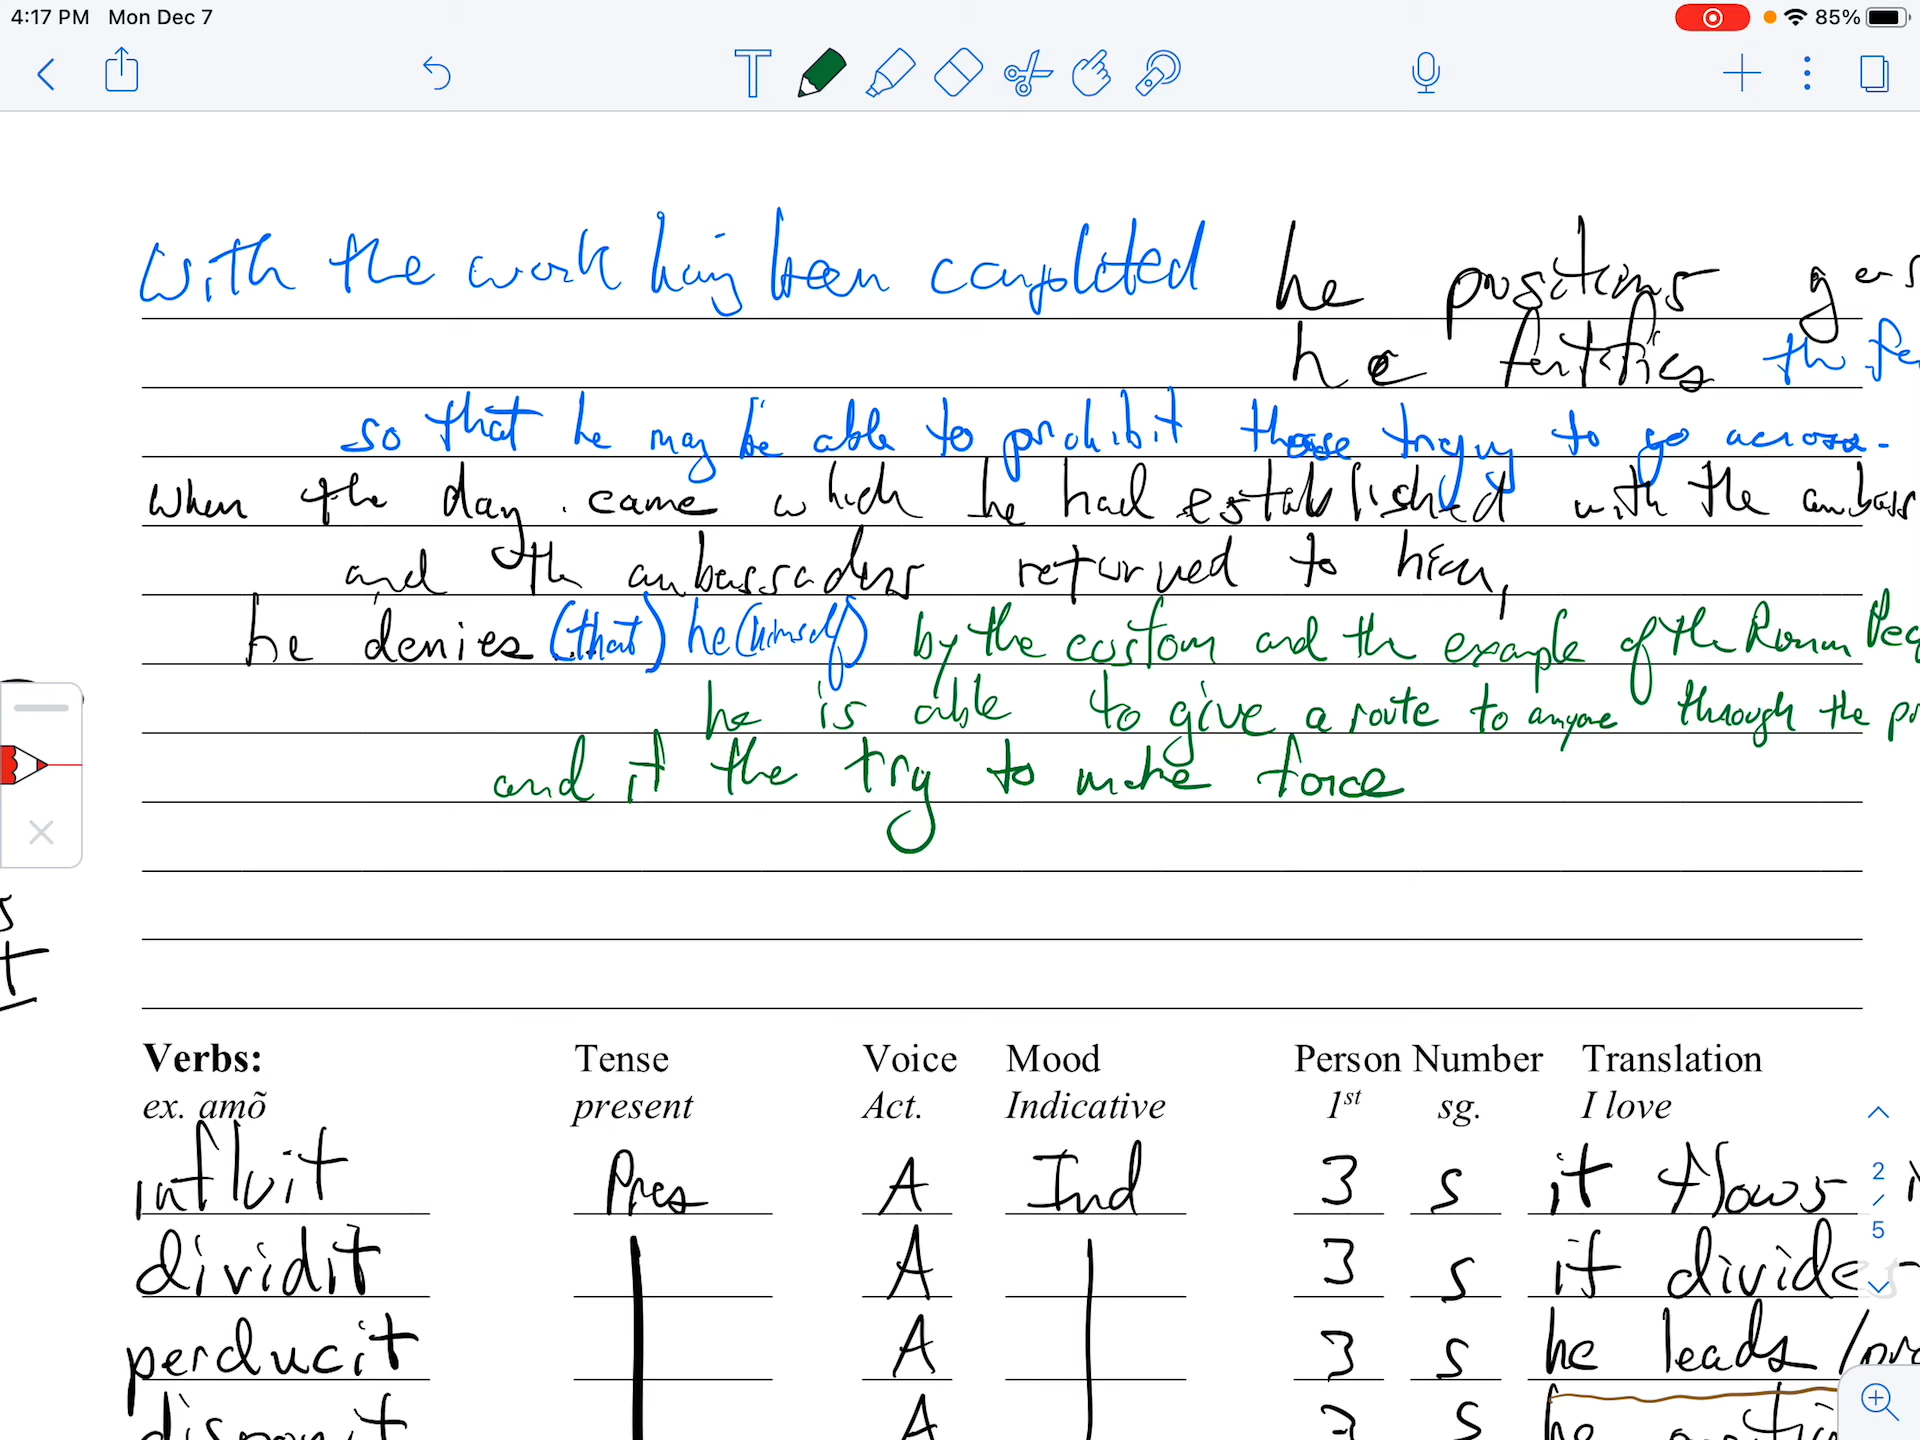 4:17 PM Mon Dec 7
85%
With the work having been completed he positions
he fortifies the
so that he may be able to prohibit those trying to go across.
When the day came which he had established with the
and the ambassadors returned to him,
he denies (that) he (himself) by the custom and the example of the Roman
he is able to give a route to anyone through the
and if the try to make force
Verbs: Tense Voice Mood Person Number Translation
ex. amõ present Act. Indicative 1st sg. I love
influit Pres A Ind 3 s it flows
2
/
5
dividit A 3 s it divides
perducit A 3 s he leads /
disponit A 3 s he